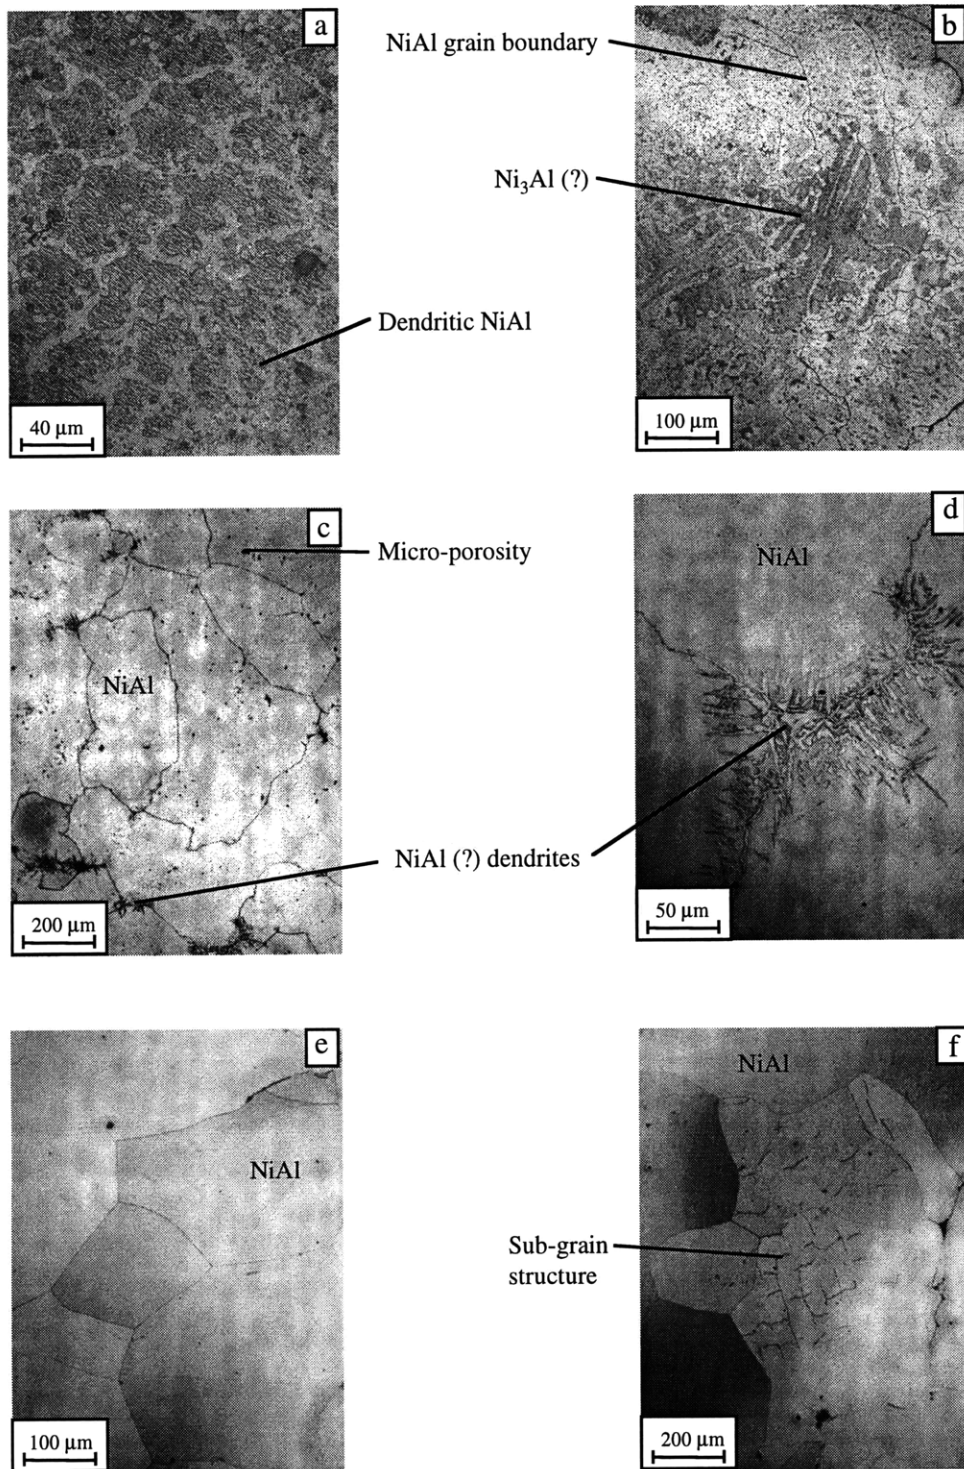 a
b
NiAl grain boundary
Ni₃Al (?)
Dendritic NiAl
40 µm
100 µm
c
d
Micro-porosity
NiAl
NiAl
NiAl (?) dendrites
200 µm
50 µm
e
f
NiAl
NiAl
Sub-grain
structure
100 µm
200 µm